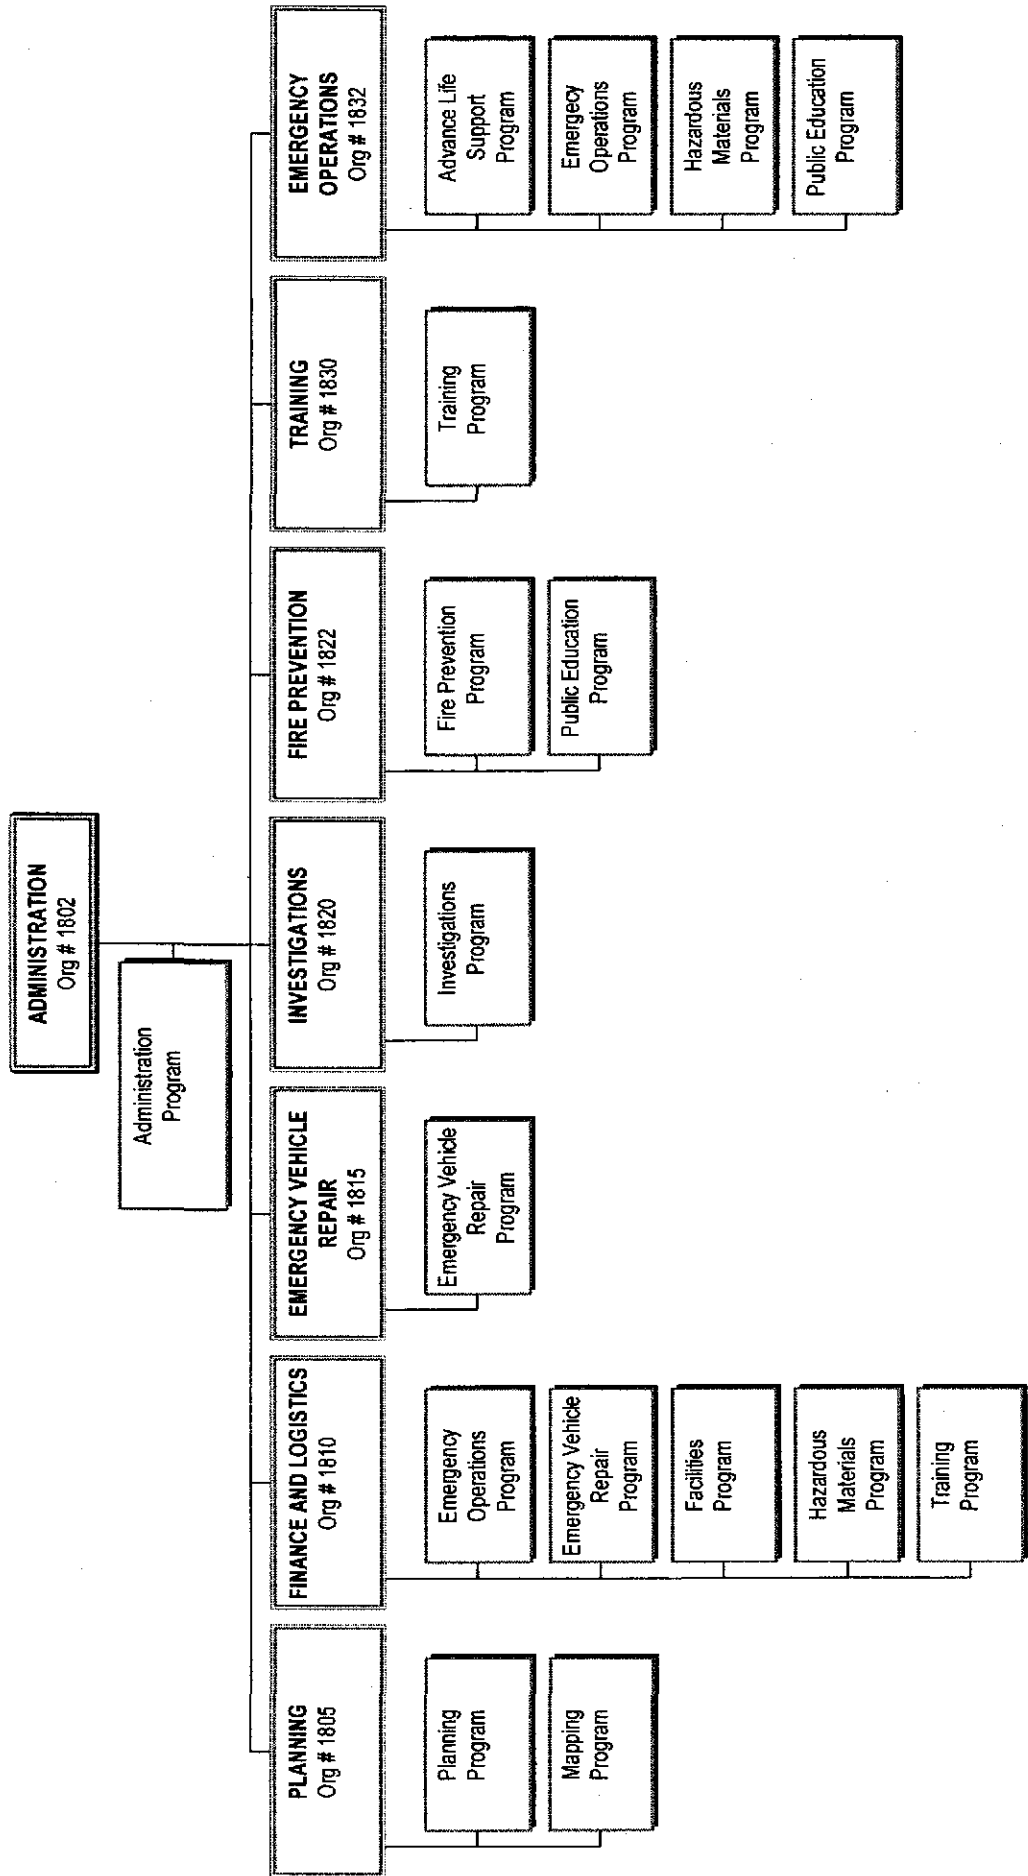 ADMINISTRATION
Org # 1802
Administration
Program
PLANNING
Org # 1805
Planning
Program
Mapping
Program
FINANCE AND LOGISTICS
Org # 1810
Emergency
Operations
Program
Emergency Vehicle
Repair
Program
Facilities
Program
Hazardous
Materials
Program
Training
Program
EMERGENCY VEHICLE
REPAIR
Org # 1815
Emergency Vehicle
Repair
Program
INVESTIGATIONS
Org # 1820
Investigations
Program
FIRE PREVENTION
Org # 1822
Fire Prevention
Program
Public Education
Program
TRAINING
Org # 1830
Training
Program
EMERGENCY
OPERATIONS
Org # 1832
Advance Life
Support
Program
Emergecy
Operations
Program
Hazardous
Materials
Program
Public Education
Program